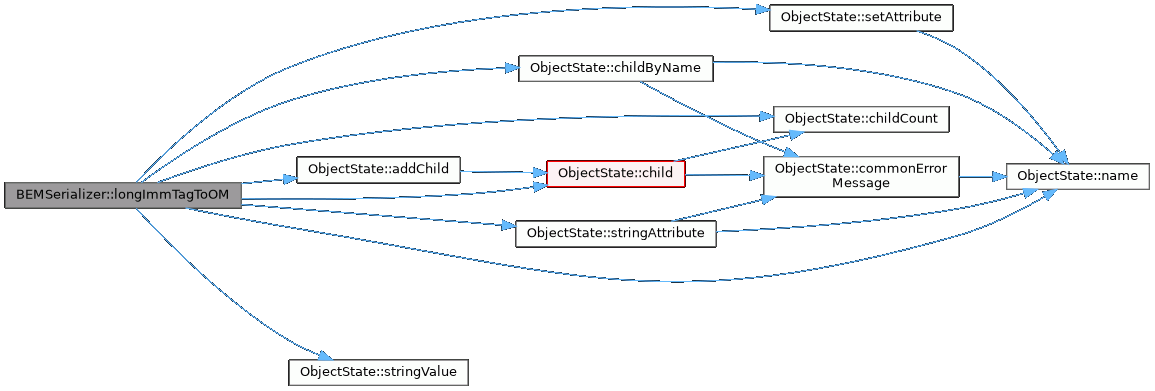 ObjectState::setAttribute
ObjectState::childByName
ObjectState::childCount
ObjectState::addChild
ObjectState::child
ObjectState::commonError
Message
ObjectState::name
BEMSerializer::longImmTagToOM
ObjectState::stringAttribute
ObjectState::stringValue